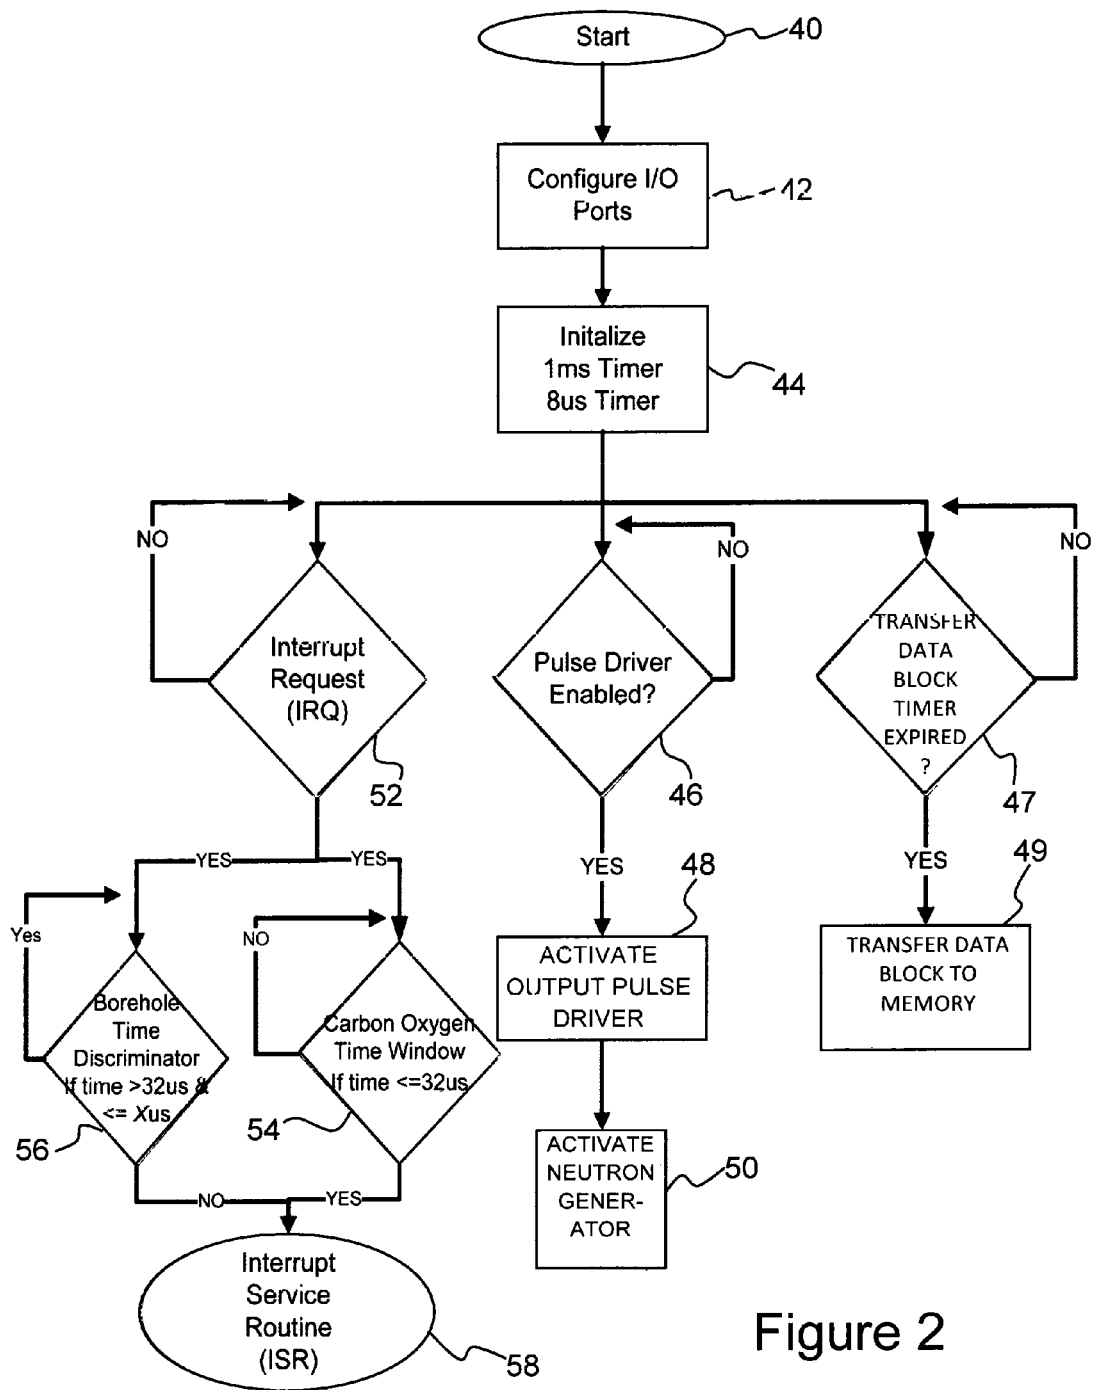 Start
40
Configure I/O
Ports
42
Initalize
1ms Timer
8us Timer
44
NO
NO
NO
Interrupt
Request
(IRQ)
52
Pulse Driver
Enabled?
46
TRANSFER
DATA
BLOCK
TIMER
EXPIRED
?
47
YES
YES
YES
YES
Yes
NO
Borehole
Time
Discriminator
If time >32us &
<= Xus
56
Carbon Oxygen
Time Window
If time <=32us
54
48
ACTIVATE
OUTPUT PULSE
DRIVER
49
TRANSFER DATA
BLOCK TO
MEMORY
NO
YES
ACTIVATE
NEUTRON
GENER-
ATOR
50
Interrupt
Service
Routine
(ISR)
58
Figure 2